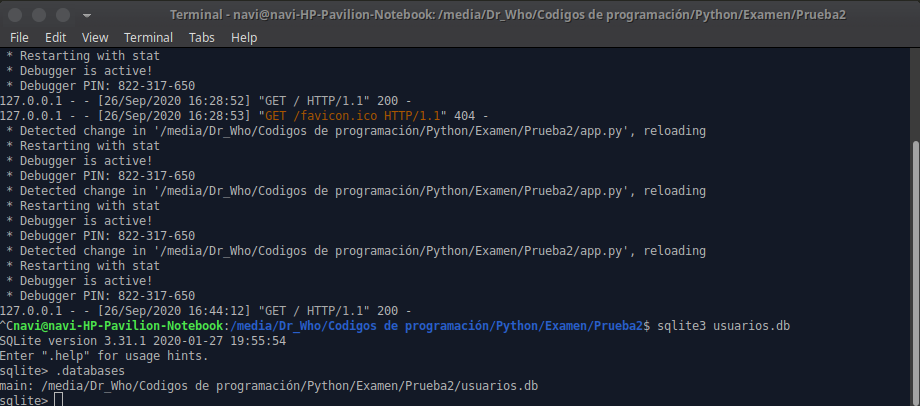 Terminal - navi@navi-HP-Pavilion-Notebook: /media/Dr_Who/Codigos de programación/Python/Examen/Prueba2
File Edit View Terminal Tabs Help
* Restarting with stat
* Debugger is active!
* Debugger PIN: 822-317-650
127.0.0.1 - - [26/Sep/2020 16:28:52] "GET / HTTP/1.1" 200 -
127.0.0.1 - - [26/Sep/2020 16:28:53] "GET /favicon.ico HTTP/1.1" 404 -
* Detected change in '/media/Dr_Who/Codigos de programación/Python/Examen/Prueba2/app.py', reloading
* Restarting with stat
* Debugger is active!
* Debugger PIN: 822-317-650
* Detected change in '/media/Dr_Who/Codigos de programación/Python/Examen/Prueba2/app.py', reloading
* Restarting with stat
* Debugger is active!
* Debugger PIN: 822-317-650
* Detected change in '/media/Dr_Who/Codigos de programación/Python/Examen/Prueba2/app.py', reloading
* Restarting with stat
* Debugger is active!
* Debugger PIN: 822-317-650
127.0.0.1 - - [26/Sep/2020 16:44:12] "GET / HTTP/1.1" 200 -
^Cnavi@navi-HP-Pavilion-Notebook:/media/Dr_Who/Codigos de programación/Python/Examen/Prueba2$ sqlite3 usuarios.db
SQLite version 3.31.1 2020-01-27 19:55:54
Enter ".help" for usage hints.
sqlite> .databases
main: /media/Dr_Who/Codigos de programación/Python/Examen/Prueba2/usuarios.db
sqlite>